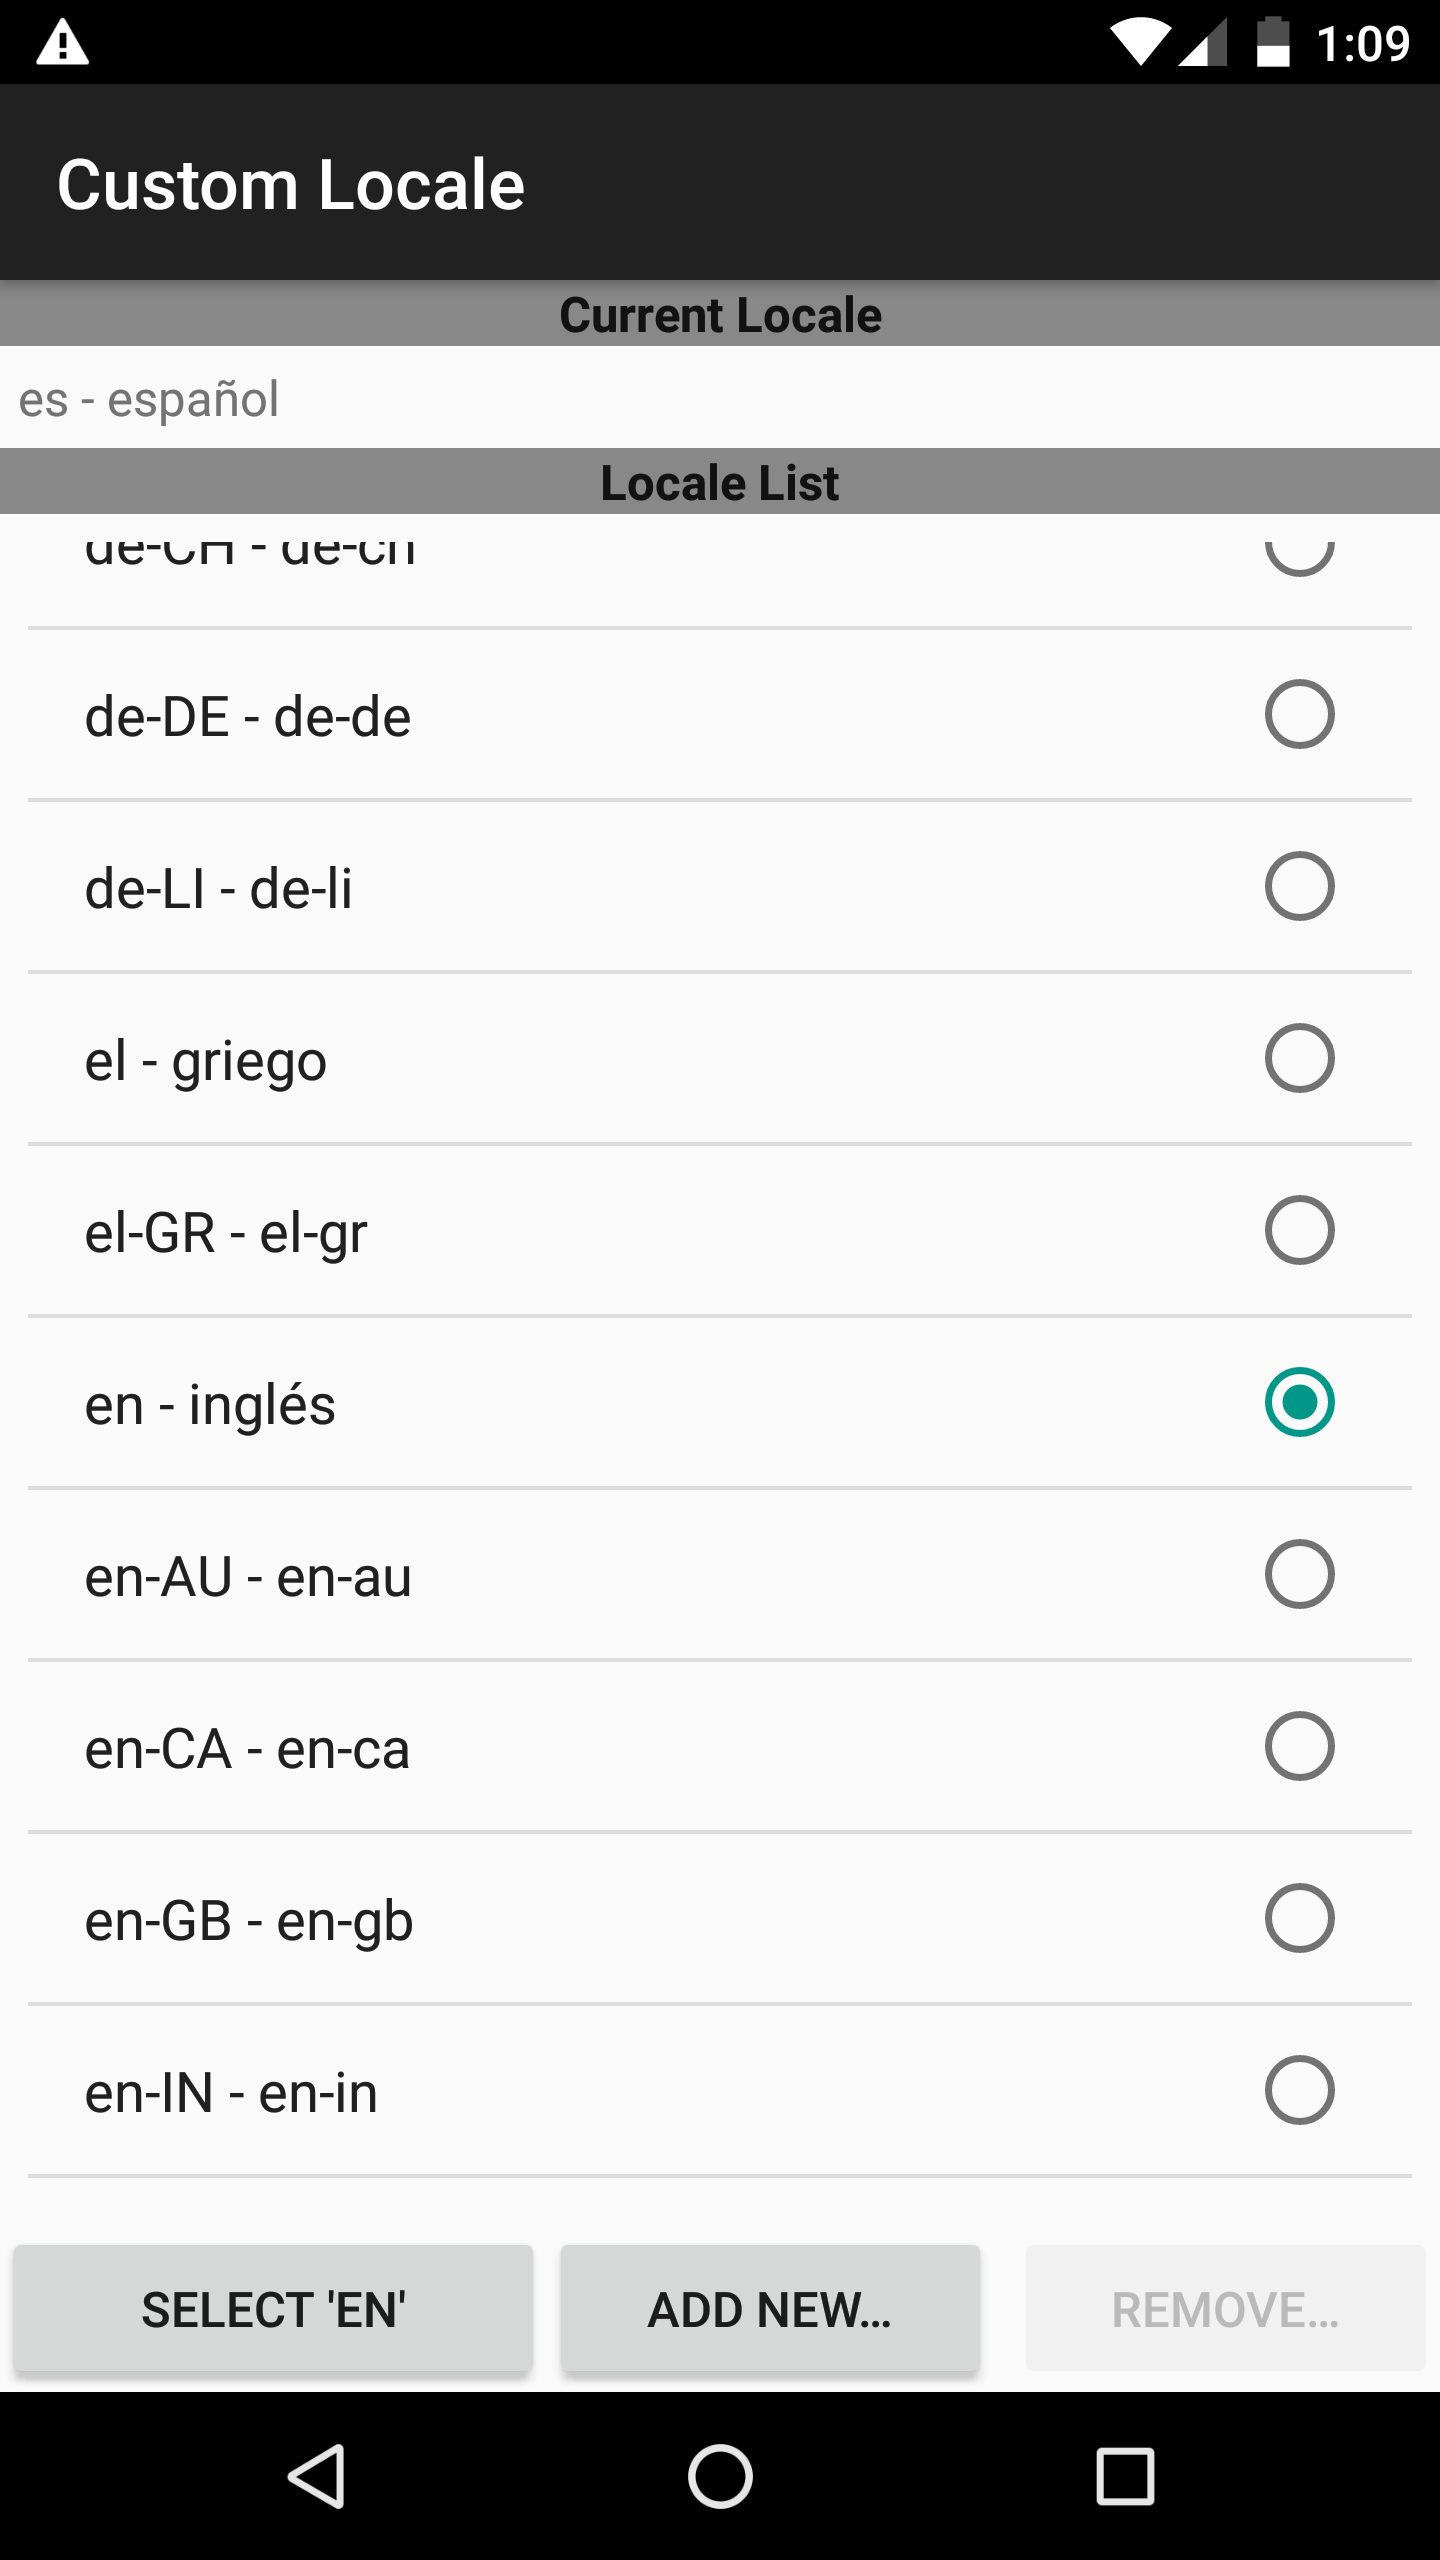 1:09
Custom Locale
Current Locale
es - español
Locale List
de-CH - de-ch
de-DE - de-de
de-LI - de-li
el - griego
el-GR - el-gr
en - inglés
en-AU - en-au
en-CA - en-ca
en-GB - en-gb
en-IN - en-in
SELECT 'EN'
ADD NEW...
REMOVE...